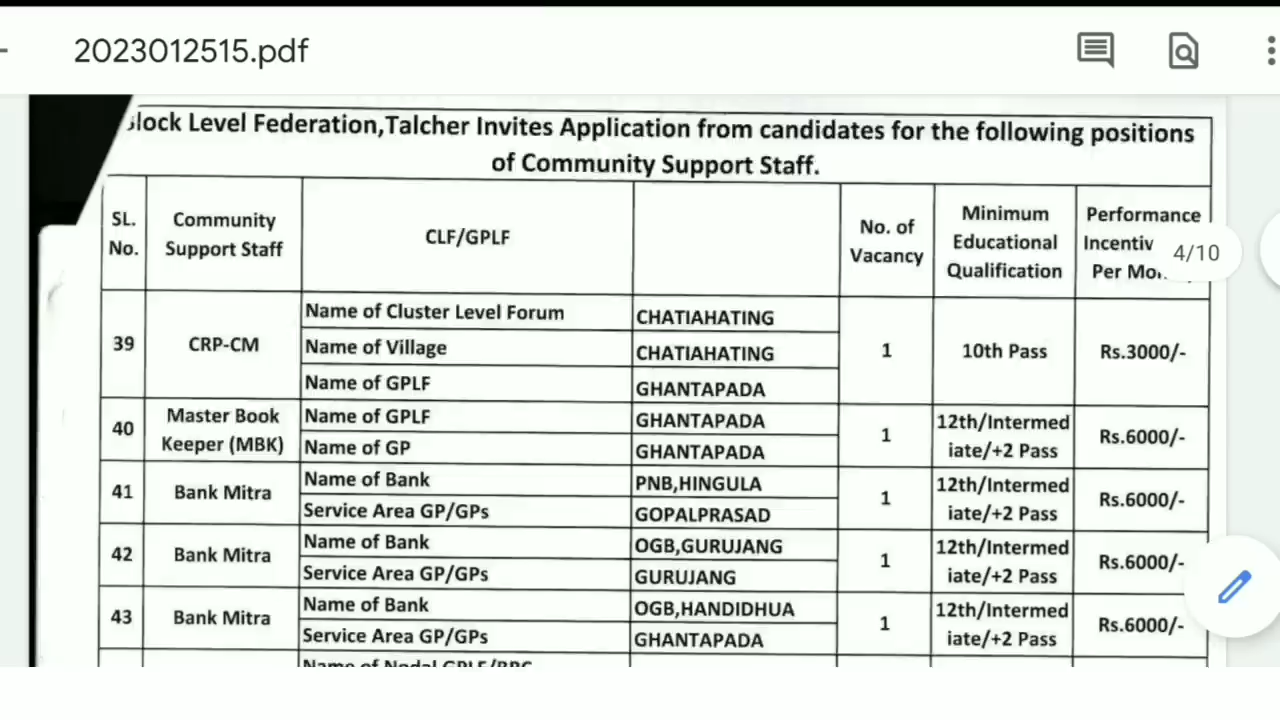 2023012515.pdf
lock Level Federation,Talcher Invites Application from candidates for the following positions
of Community Support Staff.
SL. No.
Community Support Staff
CLF/GPLF
No. of Vacancy
Minimum Educational Qualification
Performance Incentiv Per Mo
4/10
39
CRP-CM
Name of Cluster Level Forum
CHATIAHATING
Name of Village
CHATIAHATING
Name of GPLF
GHANTAPADA
1
10th Pass
Rs.3000/-
40
Master Book
Keeper (MBK)
Name of GPLF
GHANTAPADA
Name of GP
GHANTAPADA
1
12th/Intermed
iate/+2 Pass
Rs.6000/-
41
Bank Mitra
Name of Bank
PNB,HINGULA
Service Area GP/GPs
GOPALPRASAD
1
12th/Intermed
iate/+2 Pass
Rs.6000/-
42
Bank Mitra
Name of Bank
OGB,GURUJANG
Service Area GP/GPs
GURUJANG
1
12th/Intermed
iate/+2 Pass
Rs.6000/-
43
Bank Mitra
Name of Bank
OGB,HANDIDHUA
Service Area GP/GPs
GHANTAPADA
1
12th/Intermed
iate/+2 Pass
Rs.6000/-
Name of Nodal GPLF/